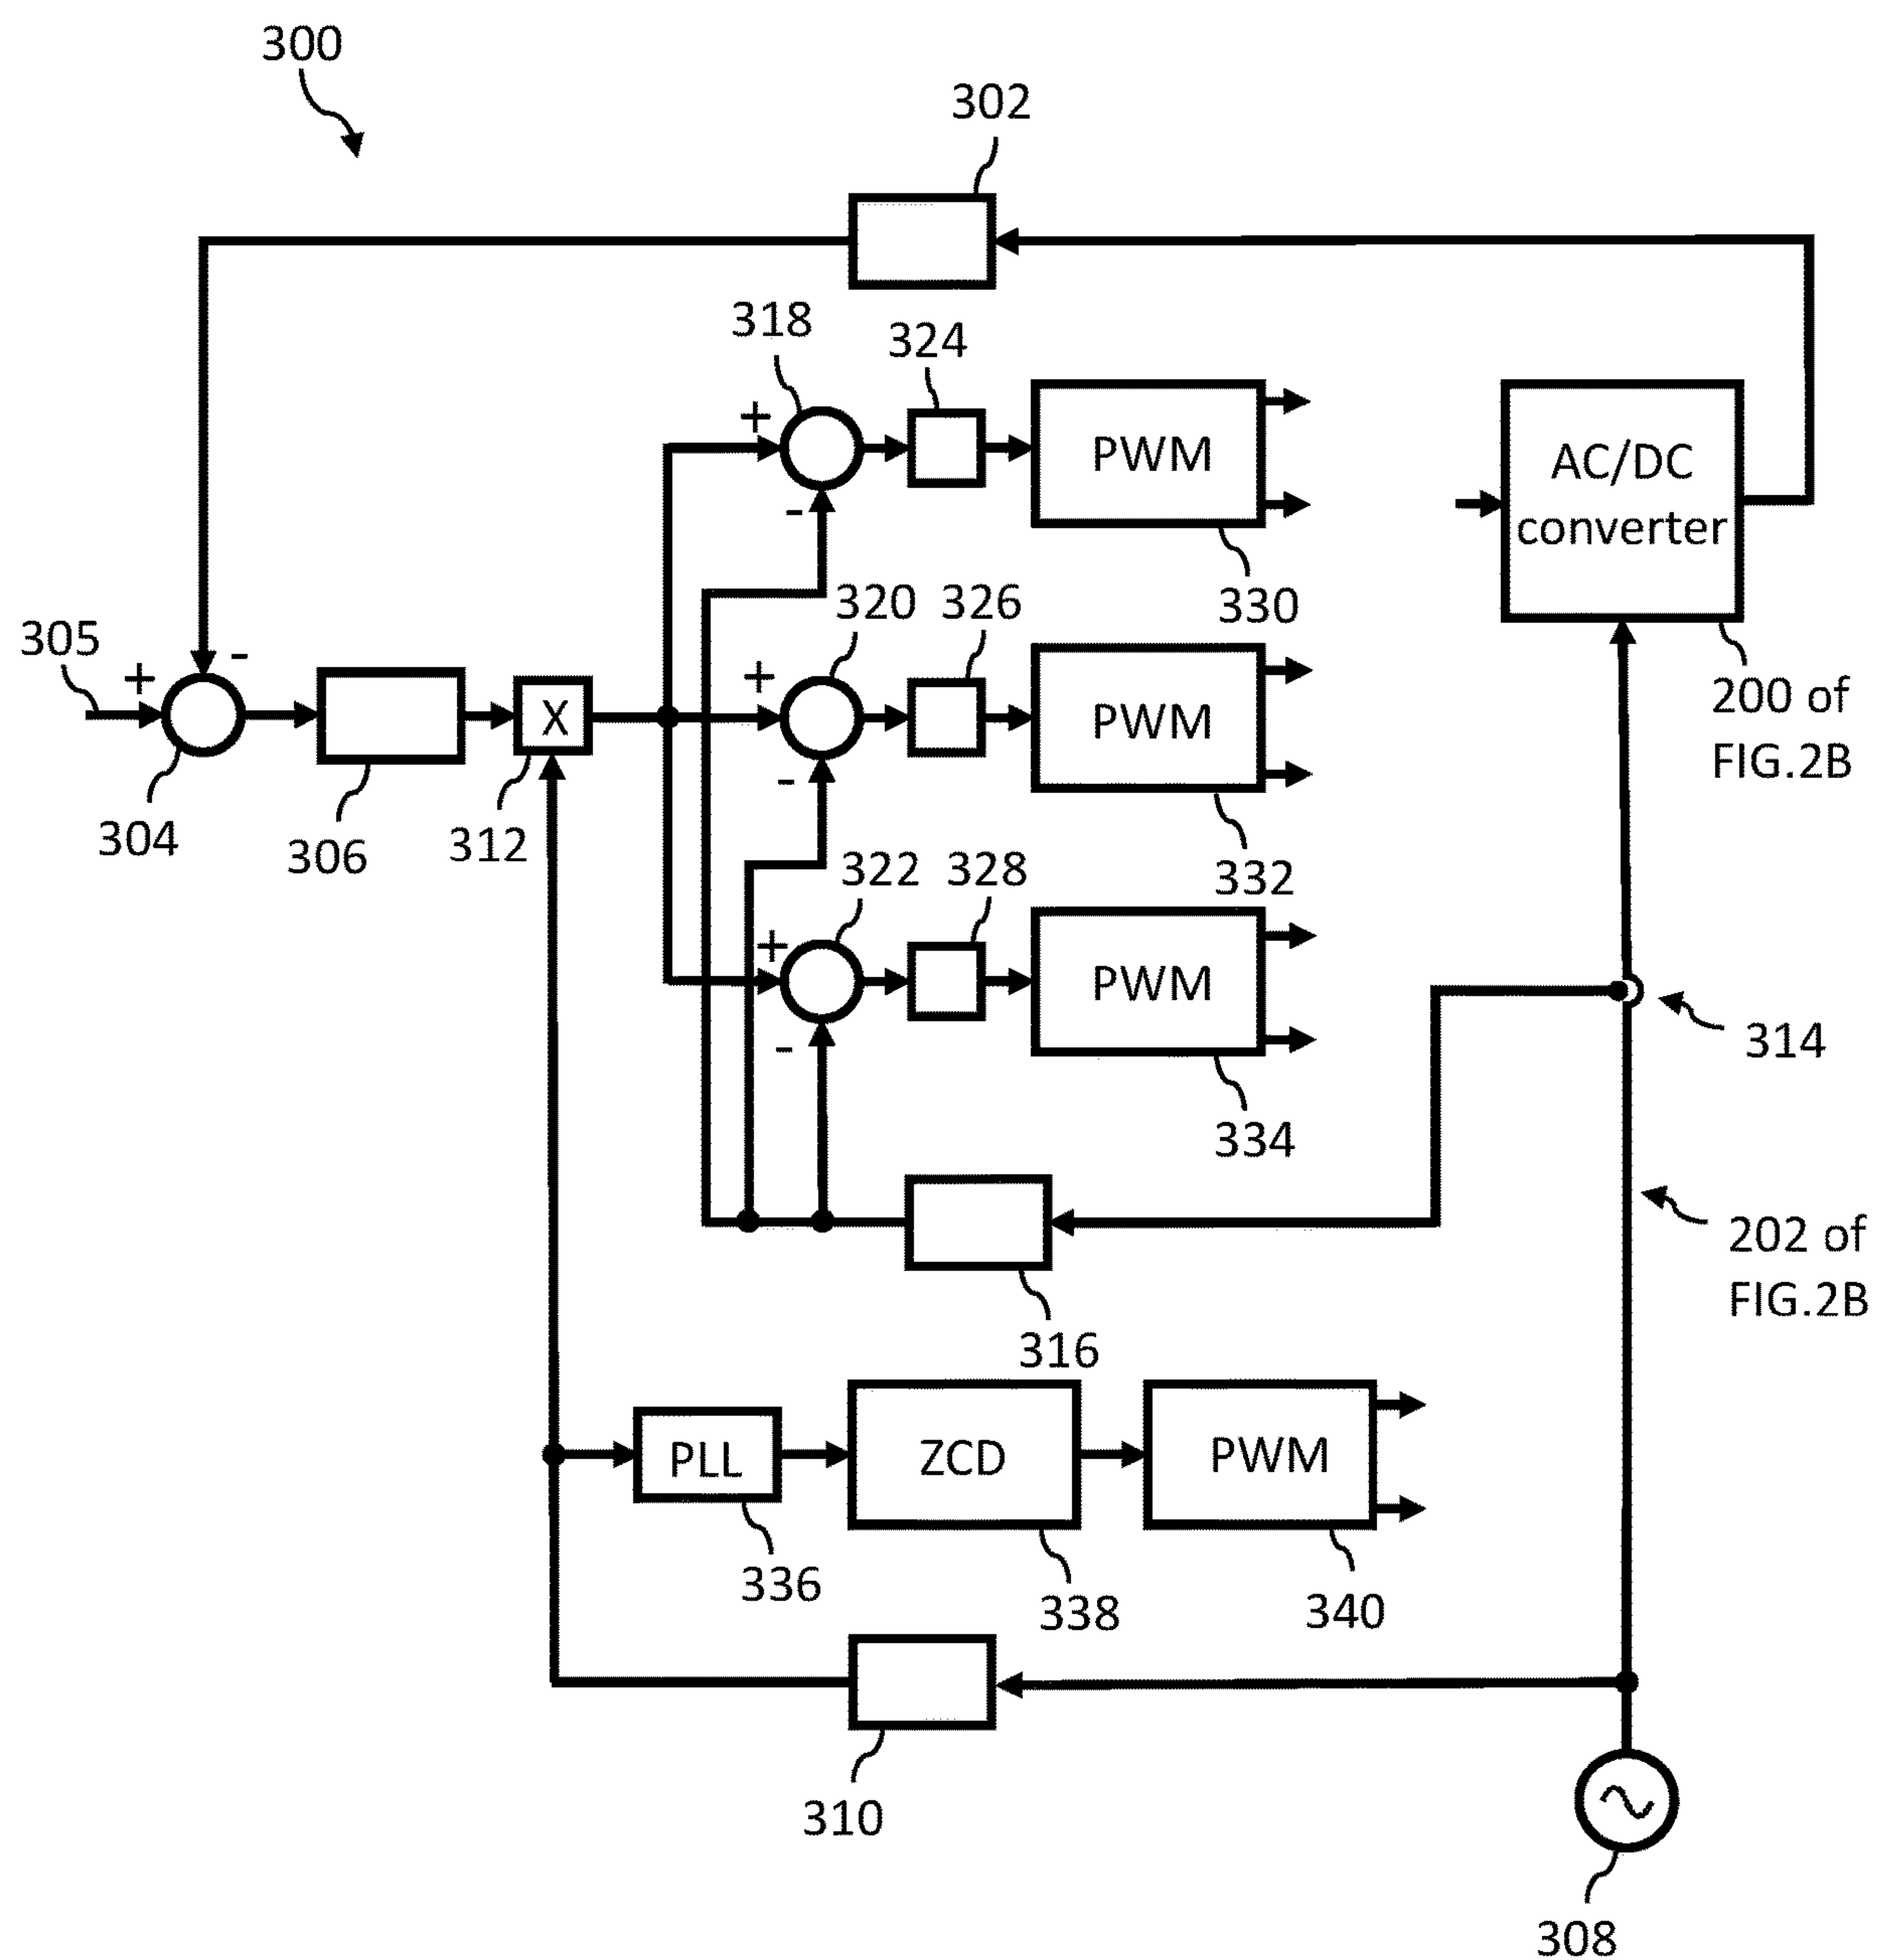 300
302
318
324
PWM
AC/DC
converter
330
305
+
-
+
-
320
326
+
-
PWM
200 of
FIG.2B
304
306
X
312
332
322
328
+
-
PWM
314
334
202 of
FIG.2B
316
PLL
ZCD
PWM
336
338
340
310
308